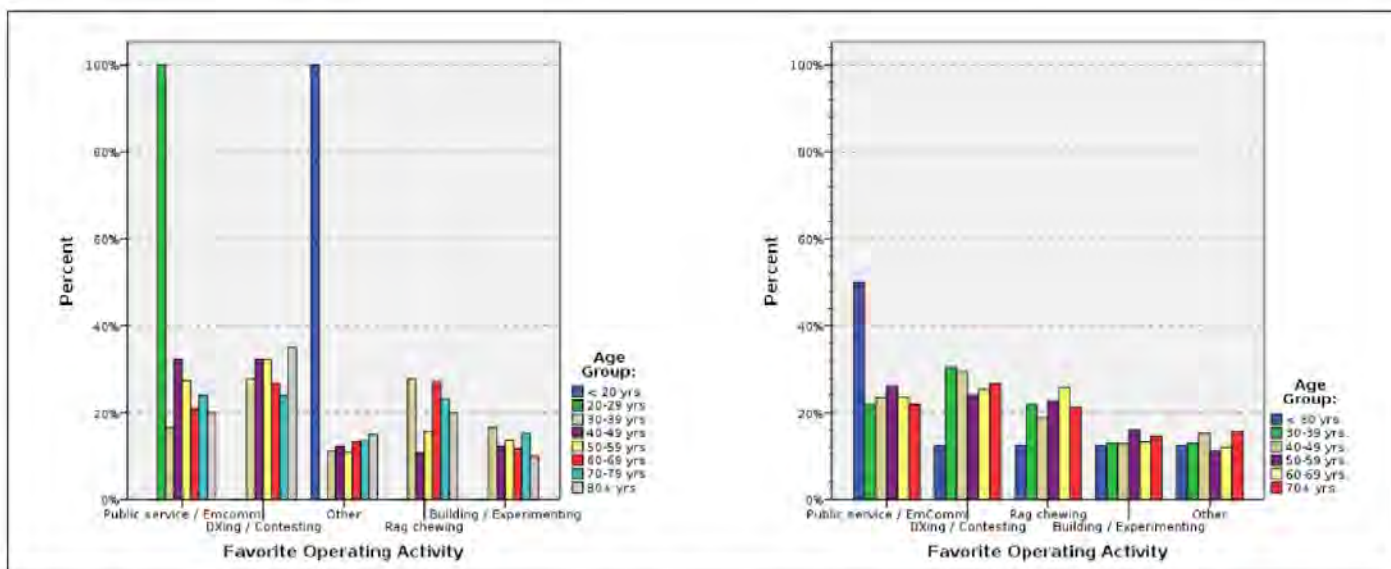 100%
80%
60%
40%
20%
0%
Percent
Public service / Emcomm
DXing / Contesting
Other
Rag chewing
Building / Experimenting
Favorite Operating Activity
Age
Group:
< 20 yrs
20-29 yrs
30-39 yrs
40-49 yrs
50-59 yrs
60-69 yrs
70-79 yrs
80+ yrs
100%
80%
60%
40%
20%
0%
Percent
Public service / EmComm
DXing / Contesting
Rag chewing
Building / Experimenting
Other
Favorite Operating Activity
Age
Group:
< 30 yrs.
30-39 yrs.
40-49 yrs.
50-59 yrs.
60-69 yrs.
70+ yrs.